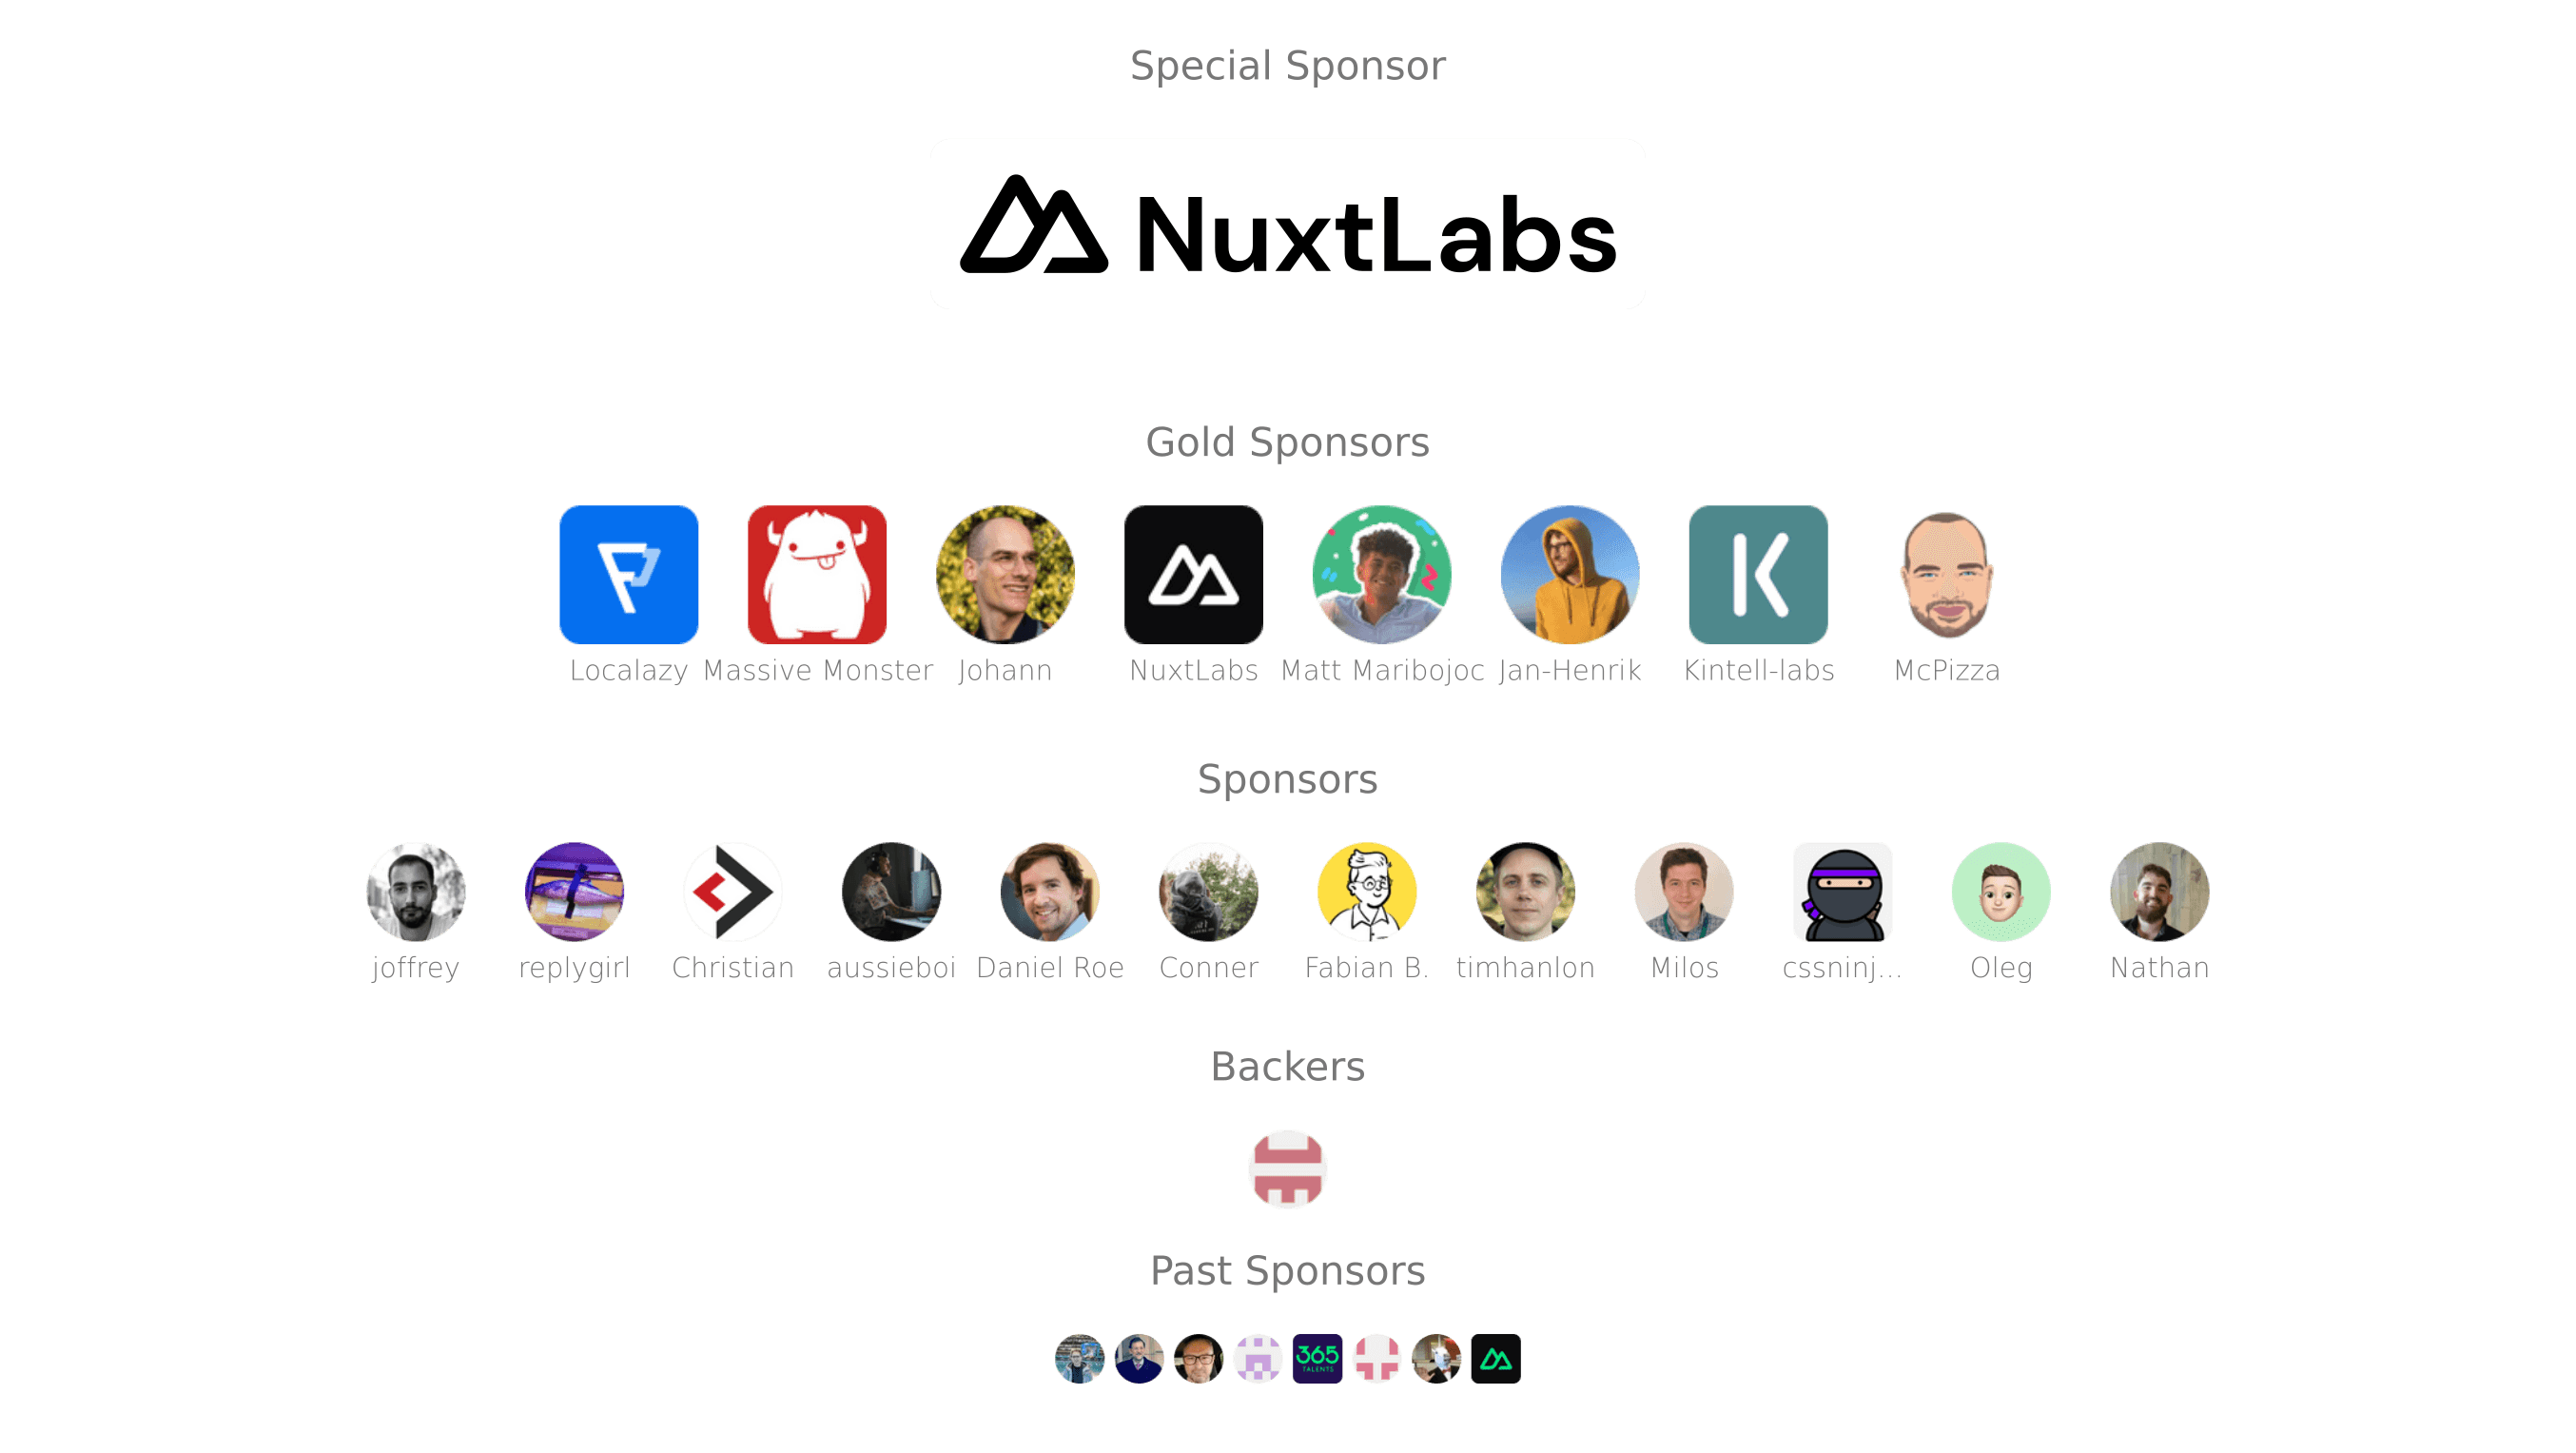 Special Sponsor
NuxtLabs
Gold Sponsors
Localazy Massive Monster Johann NuxtLabs Matt Maribojoc Jan-Henrik Kintell-labs McPizza
Sponsors
joffrey replygirl Christian aussieboi Daniel Roe Conner Fabian B. timhanlon Milos cssninj... Oleg Nathan
Backers
Past Sponsors
365
TALENTS